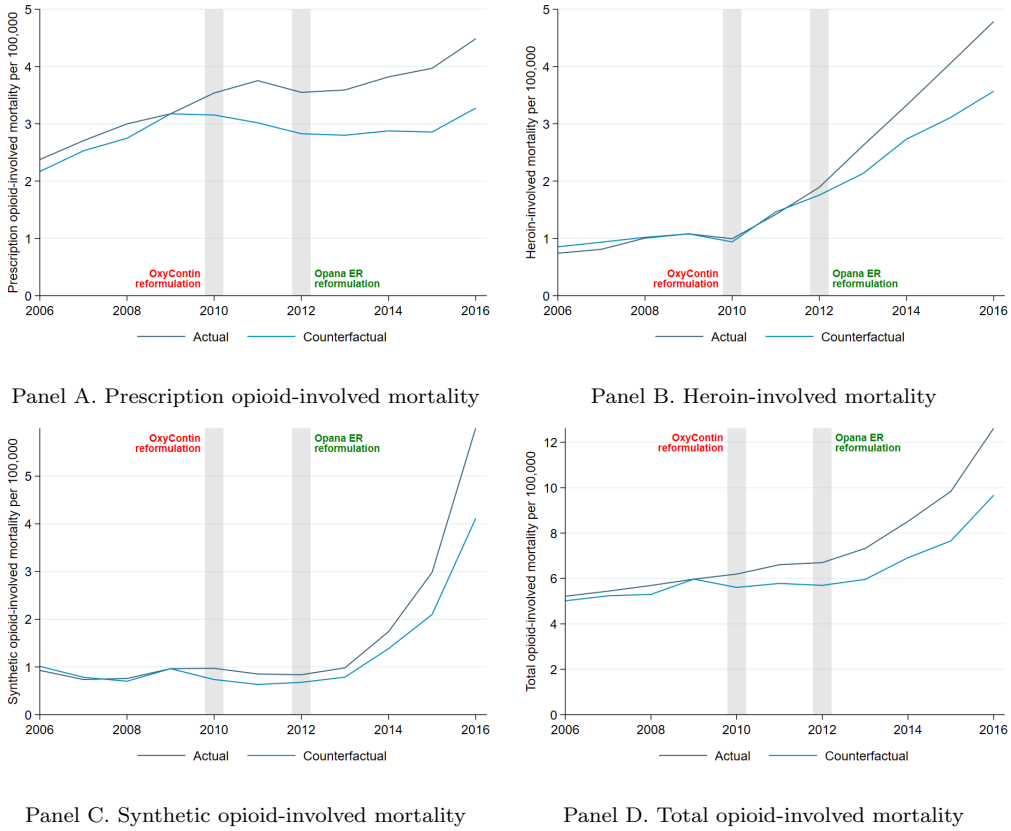 Prescription opioid-involved mortality per 100,000
5
4
3
2
1
0
OxyContin
reformulation
Opana ER
reformulation
2006 2008 2010 2012 2014 2016
Actual Counterfactual
Panel A. Prescription opioid-involved mortality
Heroin-involved mortality per 100,000
5
4
3
2
1
0
OxyContin
reformulation
Opana ER
reformulation
2006 2008 2010 2012 2014 2016
Actual Counterfactual
Panel B. Heroin-involved mortality
Synthetic opioid-involved mortality per 100,000
OxyContin
reformulation
Opana ER
reformulation
5
4
3
2
1
0
2006 2008 2010 2012 2014 2016
Actual Counterfactual
Panel C. Synthetic opioid-involved mortality
Total opioid-involved mortality per 100,000
OxyContin
reformulation
Opana ER
reformulation
12
10
8
6
4
2
0
2006 2008 2010 2012 2014 2016
Actual Counterfactual
Panel D. Total opioid-involved mortality